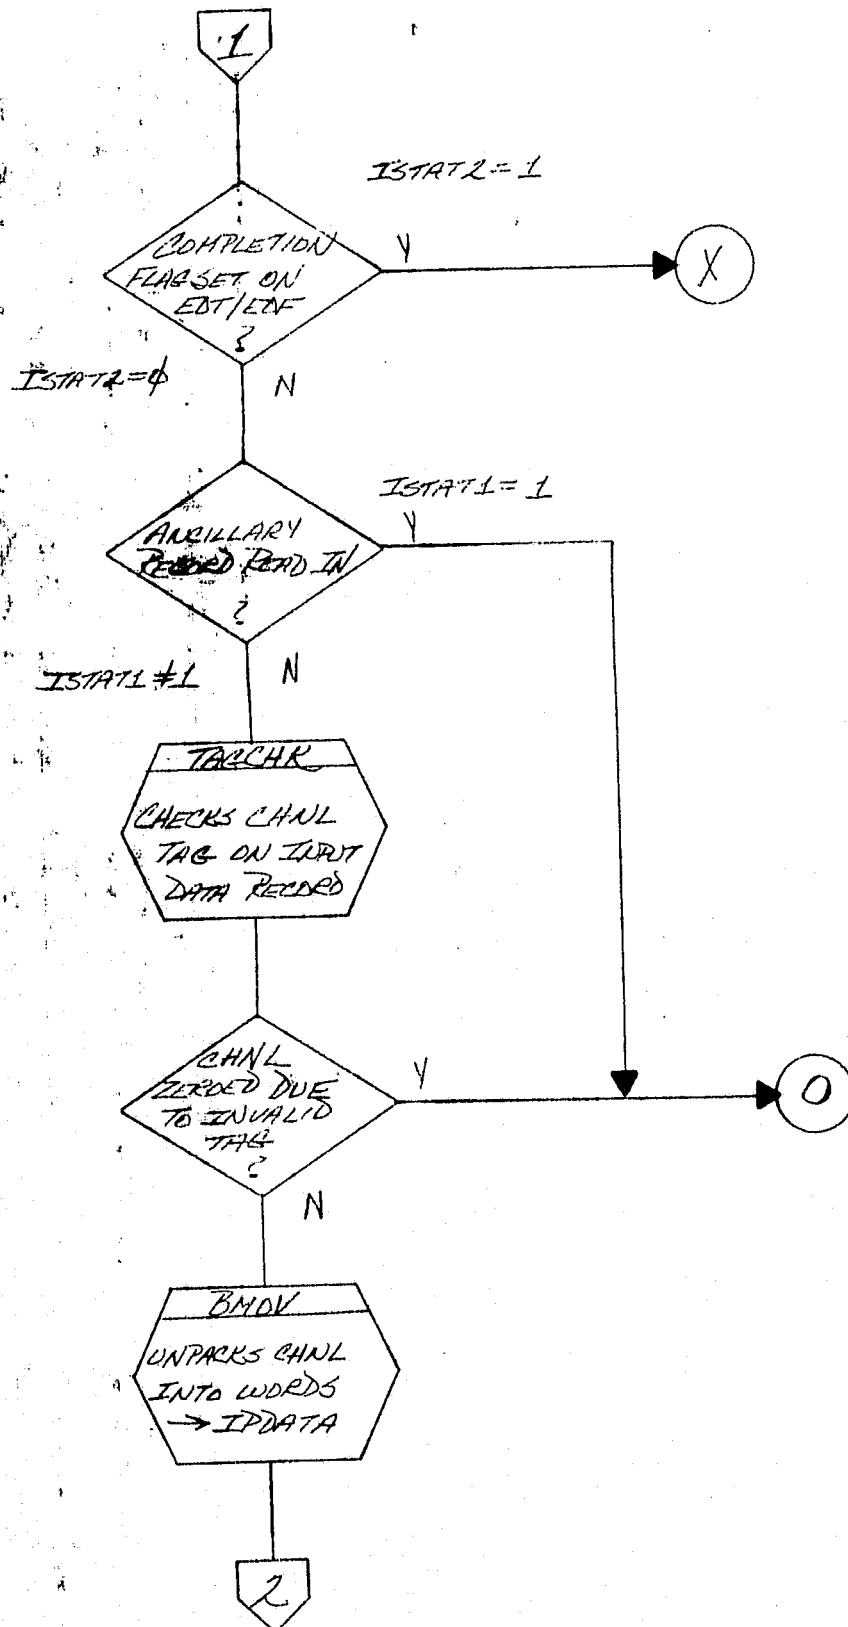 1
ISTAT2 = 1
COMPLETION
FLAG SET ON
EOT/EOF
?
Y
X
ISTAT2 = φ
N
ISTAT1 = 1
ANCILLARY
RECORD READ IN
?
Y
ISTAT1 ≠ 1
N
TAGCHK
CHECKS CHNL
TAG ON INPUT
DATA RECORD
CHNL
ZEROED DUE
TO INVALID
TAG
?
Y
O
N
BMOV
UNPACKS CHNL
INTO WORDS
→ IPDATA
2